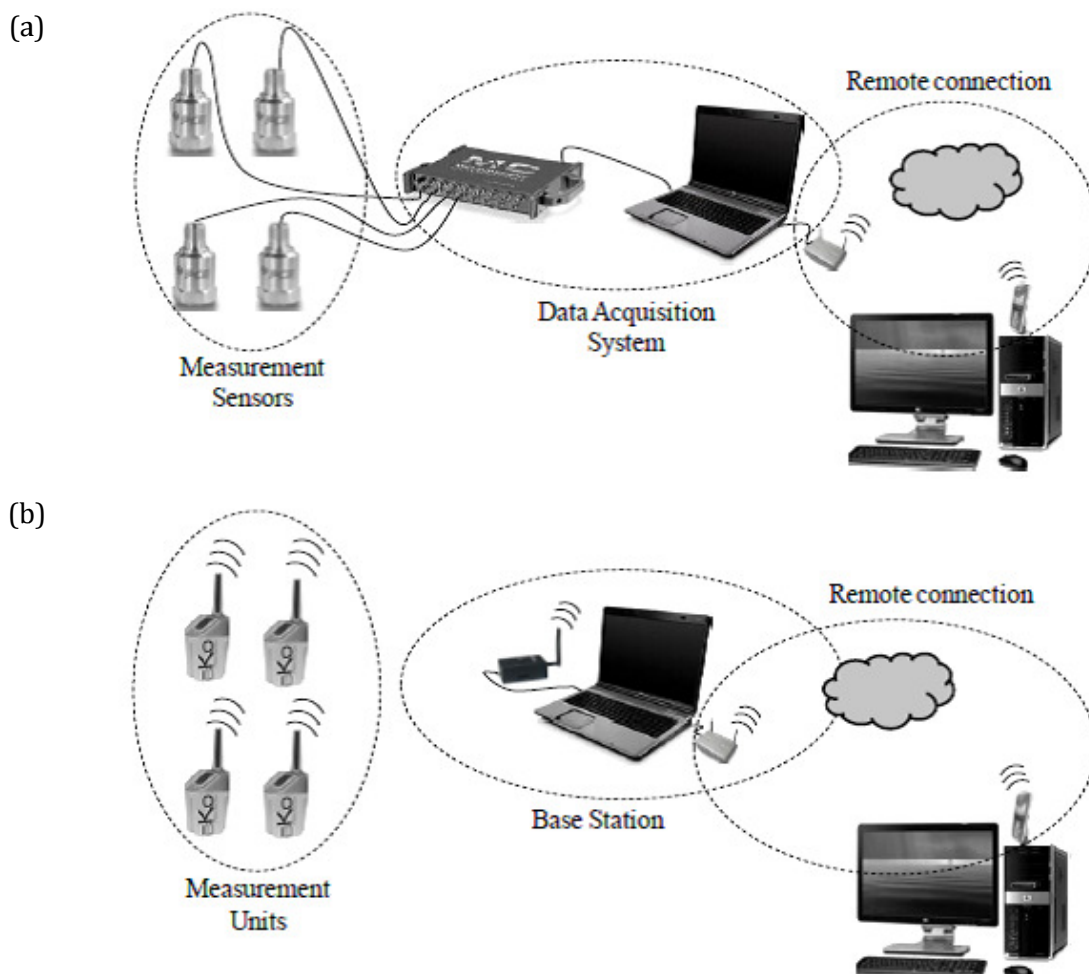 (a)
Remote connection
Data Acquisition
System
Measurement
Sensors
(b)
Remote connection
Base Station
Measurement
Units